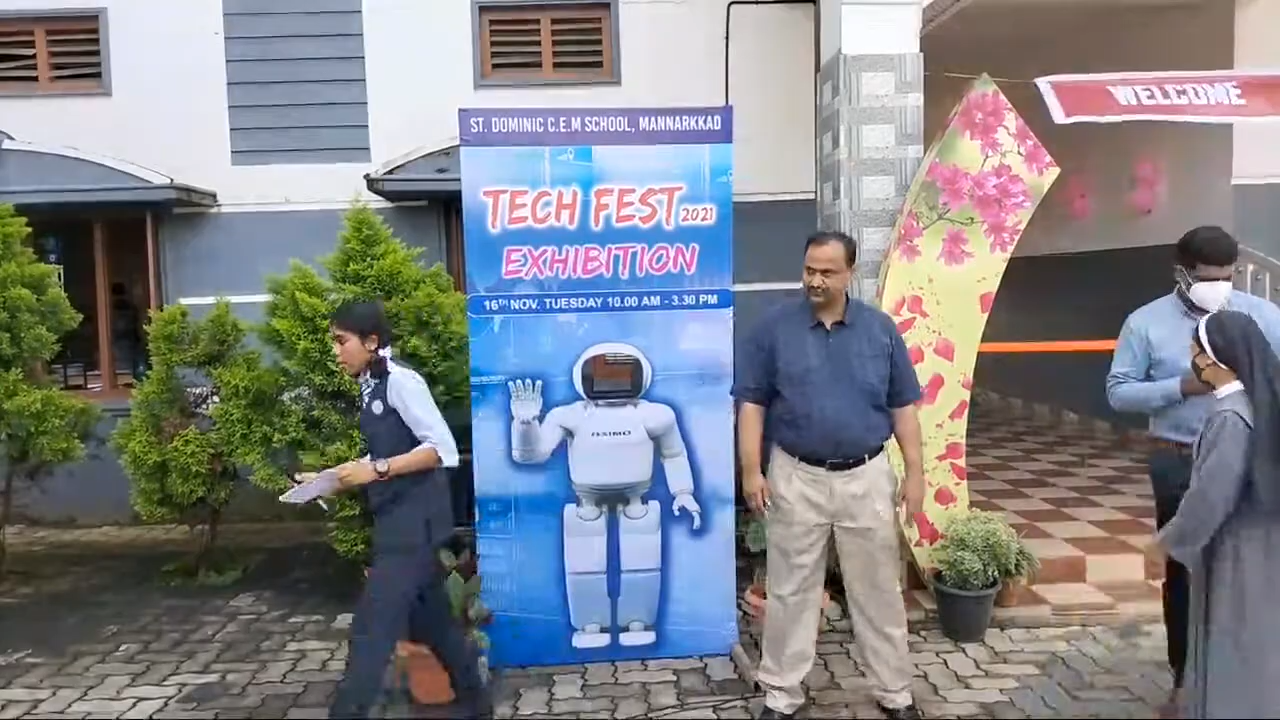 ST. DOMINIC C.E.M SCHOOL, MANNARKKAD
WELCOME
TECH FEST 2021
EXHIBITION
16TH NOV. TUESDAY 10.00 AM - 3.30 PM
ASIMO